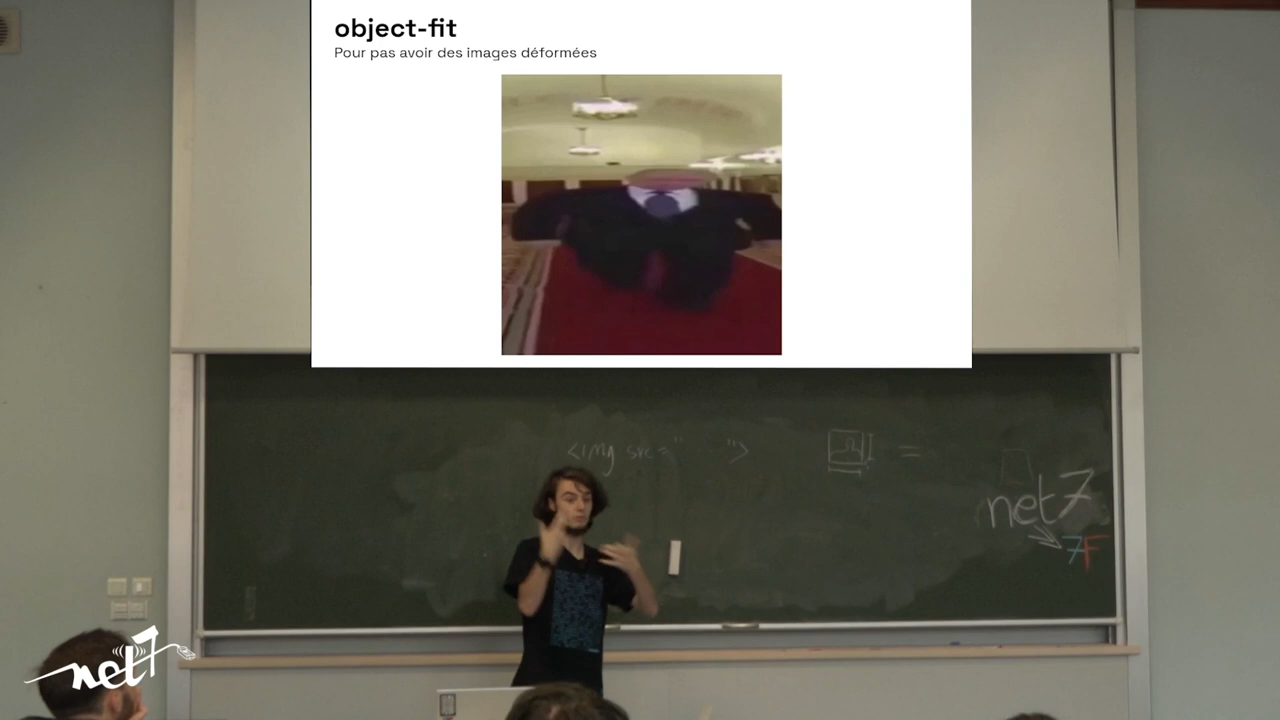 object-fit
Pour pas avoir des images déformées
<img src=" ... ">
=
net7
7F
net7